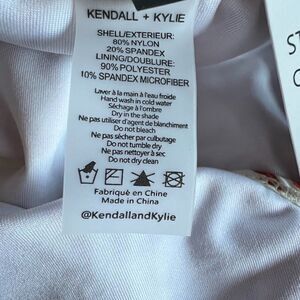 KENDALL + KYLIE
SHELL/EXTERIEUR:
80% NYLON
20% SPANDEX
LINING/DOUBLURE:
90% POLYESTER
10% SPANDEX MICROFIBER
Laver à la main à l'eau froide
Hand wash in cold water
Séchage à l'ombre
Dry in the shade
Ne pas utiliser d'agent de blanchiment
Do not bleach
Ne pas sécher par culbutage
Do not tumble dry
Ne pas nettoyer à sec
Do not dry clean
Fabriqué en Chine
Made in China
@KendallandKylie
ST